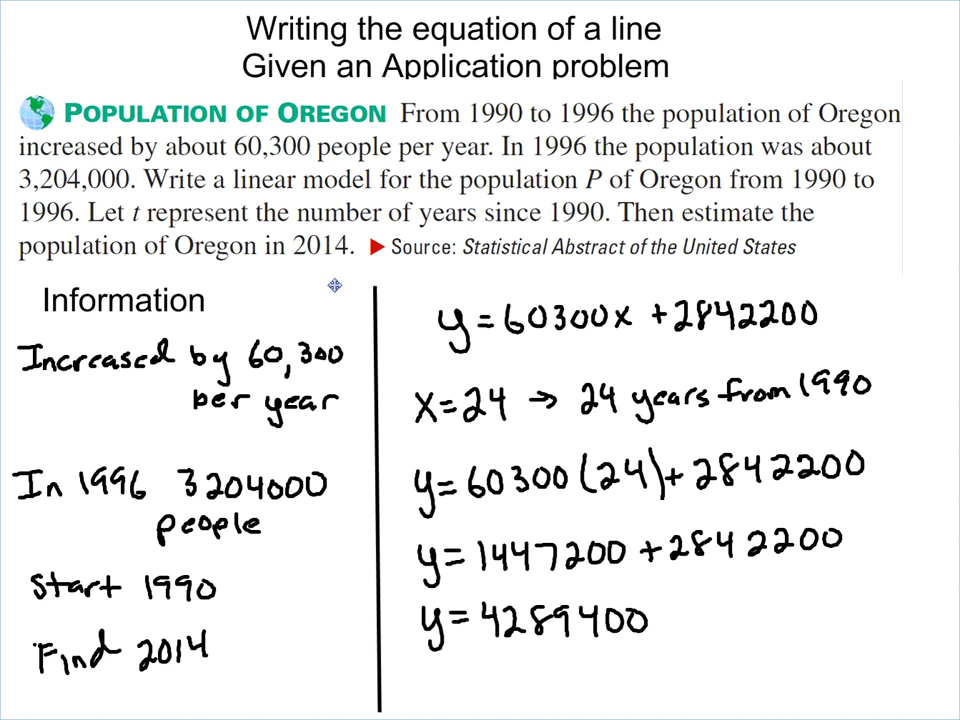 Writing the equation of a line
Given an Application problem
POPULATION OF OREGON From 1990 to 1996 the population of Oregon
increased by about 60,300 people per year. In 1996 the population was about
3,204,000. Write a linear model for the population P of Oregon from 1990 to
1996. Let t represent the number of years since 1990. Then estimate the
population of Oregon in 2014. ▶ Source: Statistical Abstract of the United States
Information
Increased by 60,300
per year
In 1996 3204000
people
Start 1990
Find 2014
y = 60300x + 2842200
x = 24 → 24 years from 1990
y = 60300 (24) + 2842200
y = 1447200 + 2842200
y = 4289400